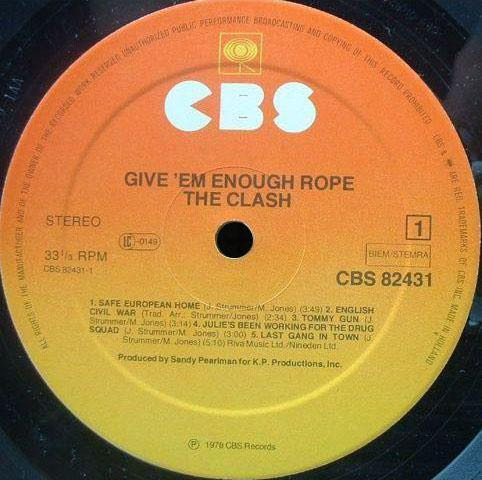 ALL RIGHTS OF THE MANUFACTURER AND OF THE OWNER OF THE RECORDED WORK RESERVED UNAUTHORIZED PUBLIC PERFORMANCE BROADCASTING AND COPYING OF THIS RECORD PROHIBITED CBS & ARE REG. TRADEMARKS OF CBS INC MADE IN HOLLAND
CBS
GIVE 'EM ENOUGH ROPE
THE CLASH
STEREO
LC-0149
1
33 1/3 RPM
BIEM/STEMRA
CBS 82431-1
CBS 82431
1. SAFE EUROPEAN HOME (J. Strummer/M. Jones) (3:49) 2. ENGLISH
CIVIL WAR (Trad. Arr. Strummer/Jones) (2:34) 3. TOMMY GUN (J.
Strummer/M. Jones) (3:14) 4. JULIE'S BEEN WORKING FOR THE DRUG
SQUAD (J. Strummer/M. Jones) (3:00) 5. LAST GANG IN TOWN (J.
Strummer/M. Jones) (5:10) Riva Music Ltd./Nineden Ltd.
Produced by Sandy Pearlman for K.P. Productions, Inc.
℗ 1978 CBS Records